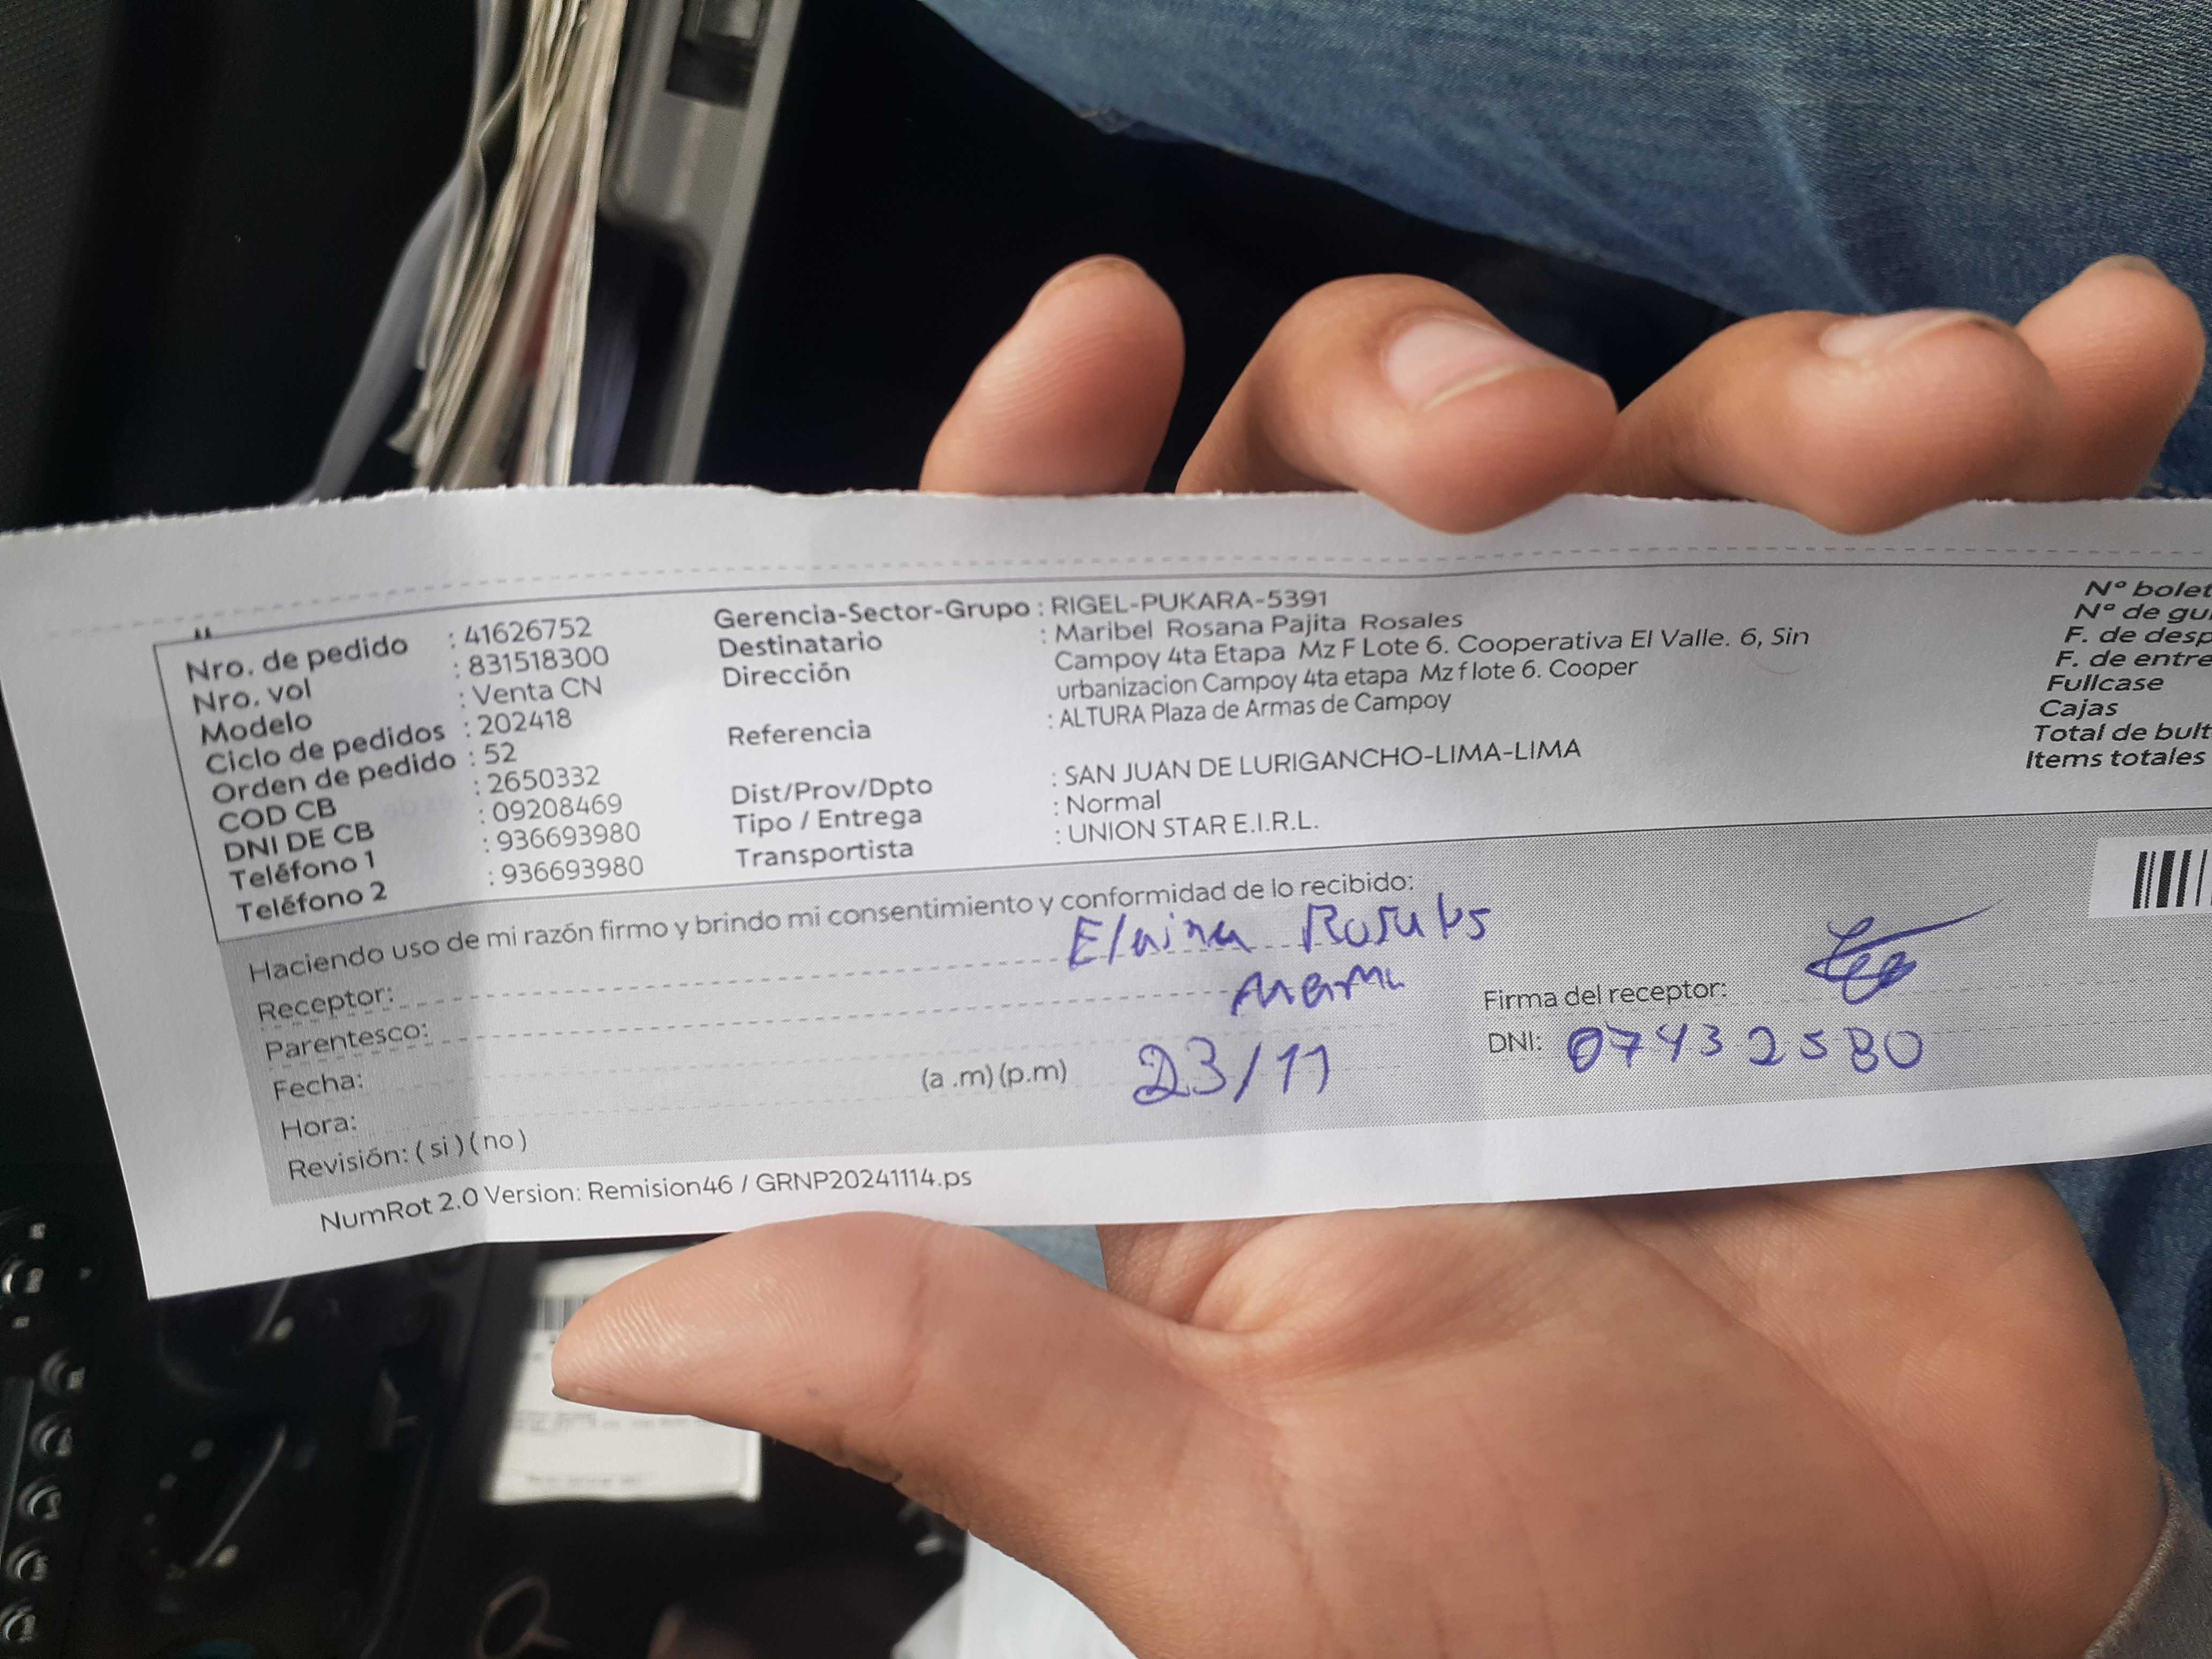 Nro. de pedido : 41626752
Nro. vol : 831518300
Modelo : Venta CN
Ciclo de pedidos : 202418
Orden de pedido : 52
COD CB : 2650332
DNI DE CB : 09208469
Teléfono 1 : 936693980
Teléfono 2 : 936693980
Gerencia-Sector-Grupo : RIGEL-PUKARA-5391
Destinatario : Maribel Rosana Pajita Rosales
Dirección Campoy 4ta Etapa Mz F Lote 6. Cooperativa El Valle. 6, Sin
urbanizacion Campoy 4ta etapa Mz f lote 6. Cooper
Referencia : ALTURA Plaza de Armas de Campoy
Dist/Prov/Dpto : SAN JUAN DE LURIGANCHO-LIMA-LIMA
Tipo / Entrega : Normal
Transportista : UNION STAR E.I.R.L.
N° bolet
N° de gu
F. de desp
F. de entre
Fullcase
Cajas
Total de bult
Items totales
Haciendo uso de mi razón firmo y brindo mi consentimiento y conformidad de lo recibido:
Receptor: Rosales
Parentesco: mama
Fecha: 23/11
Hora: (a .m) (p.m)
Revisión: ( si ) ( no )
Firma del receptor:
DNI: 07432580
NumRot 2.0 Version: Remision46 / GRNP20241114.ps